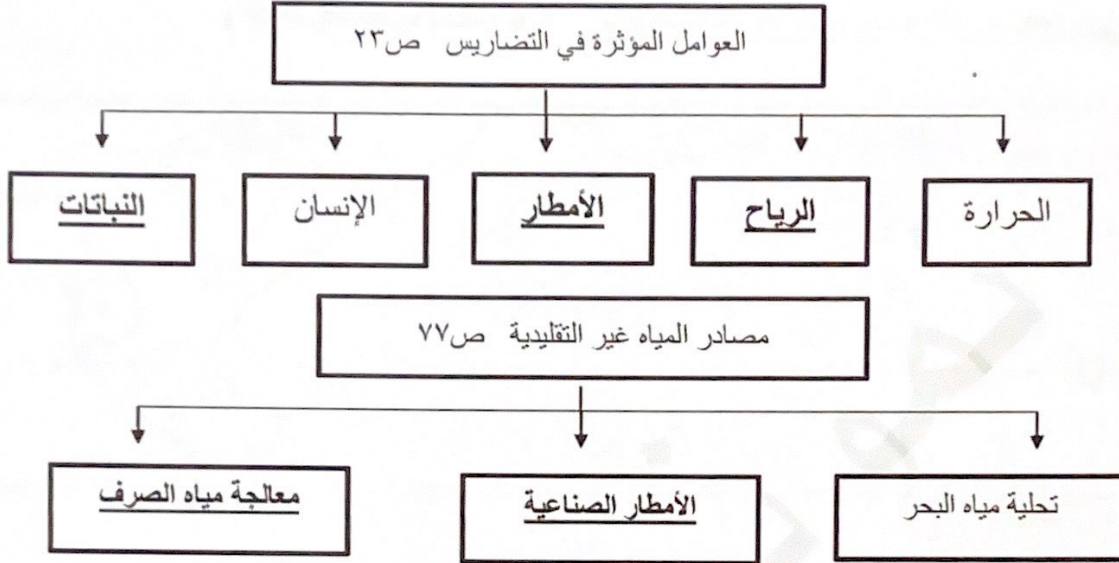 العوامل المؤثرة في التضاريس ص٢٣
الحرارة
الرياح
الأمطار
الإنسان
النباتات
مصادر المياه غير التقليدية ص٧٧
تحلية مياه البحر
الأمطار الصناعية
معالجة مياه الصرف